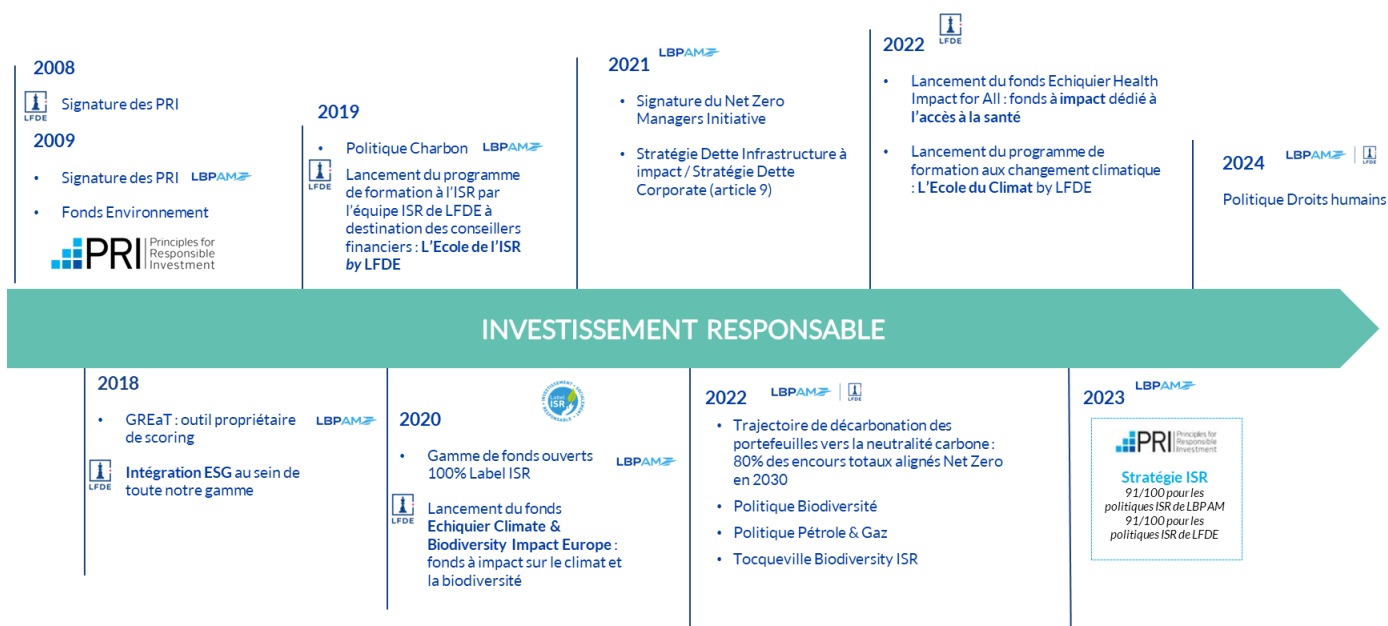 2008
LFDE
Signature des PRI
2009
• Signature des PRI LBPAM
• Fonds Environnement
PRI Principles for
Responsible
Investment
2019
• Politique Charbon LBPAM
LFDE
Lancement du programme
de formation à l'ISR par
l'équipe ISR de LFDE à
destination des conseillers
financiers : L'Ecole de l'ISR
by LFDE
LBPAM
2021
• Signature du Net Zero
Managers Initiative
• Stratégie Dette Infrastructure à
impact / Stratégie Dette
Corporate (article 9)
2022
LFDE
• Lancement du fonds Echiquier Health
Impact for All : fonds à impact dédié à
l'accès à la santé
• Lancement du programme de
formation aux changement climatique
: L'Ecole du Climat by LFDE
2024
LBPAM LFDE
Politique Droits humains
INVESTISSEMENT RESPONSABLE
2018
• GREaT : outil propriétaire
de scoring
LBPAM
LFDE
Intégration ESG au sein de
toute notre gamme
INVESTISSEMENT SOCIALEMENT RESPONSABLE
Label
ISR
2020
• Gamme de fonds ouverts
100% Label ISR
LBPAM
LFDE
Lancement du fonds
Echiquier Climate &
Biodiversity Impact Europe :
fonds à impact sur le climat et
la biodiversité
2022
LBPAM LFDE
• Trajectoire de décarbonation des
portefeuilles vers la neutralité carbone :
80% des encours totaux alignés Net Zero
en 2030
• Politique Biodiversité
• Politique Pétrole & Gaz
• Tocqueville Biodiversity ISR
2023
LBPAM
PRI Principles for
Responsible
Investment
Stratégie ISR
91/100 pour les
politiques ISR de LBP AM
91/100 pour les
politiques ISR de LFDE